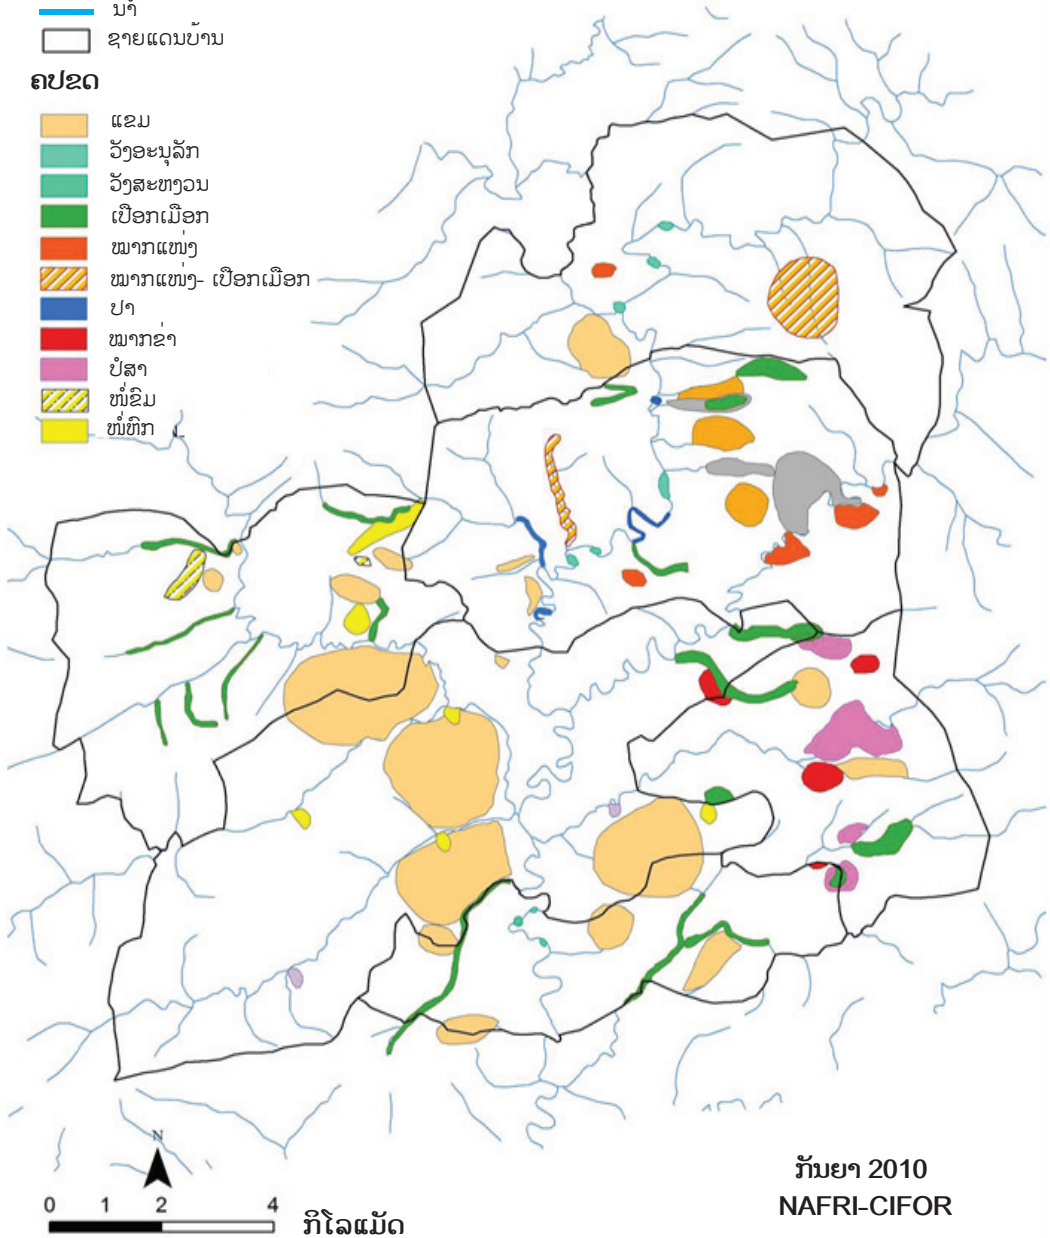 ນ້ຳ
ຊາຍແດນບ້ານ
ຄປຂດ
ແຂມ
ວັງອະນຸລັກ
ວັງສະຫງວນ
ເປືອກເມືອກ
ໝາກແໜ່ງ
ໝາກແໜ່ງ- ເປືອກເມືອກ
ປາ
ໝາກຂ່າ
ປໍສາ
ໜໍ່ຂົມ
ໜໍ່ຫົກ
N
0 1 2 4
ກິໂລແມັດ
ກັນຍາ 2010
NAFRI-CIFOR